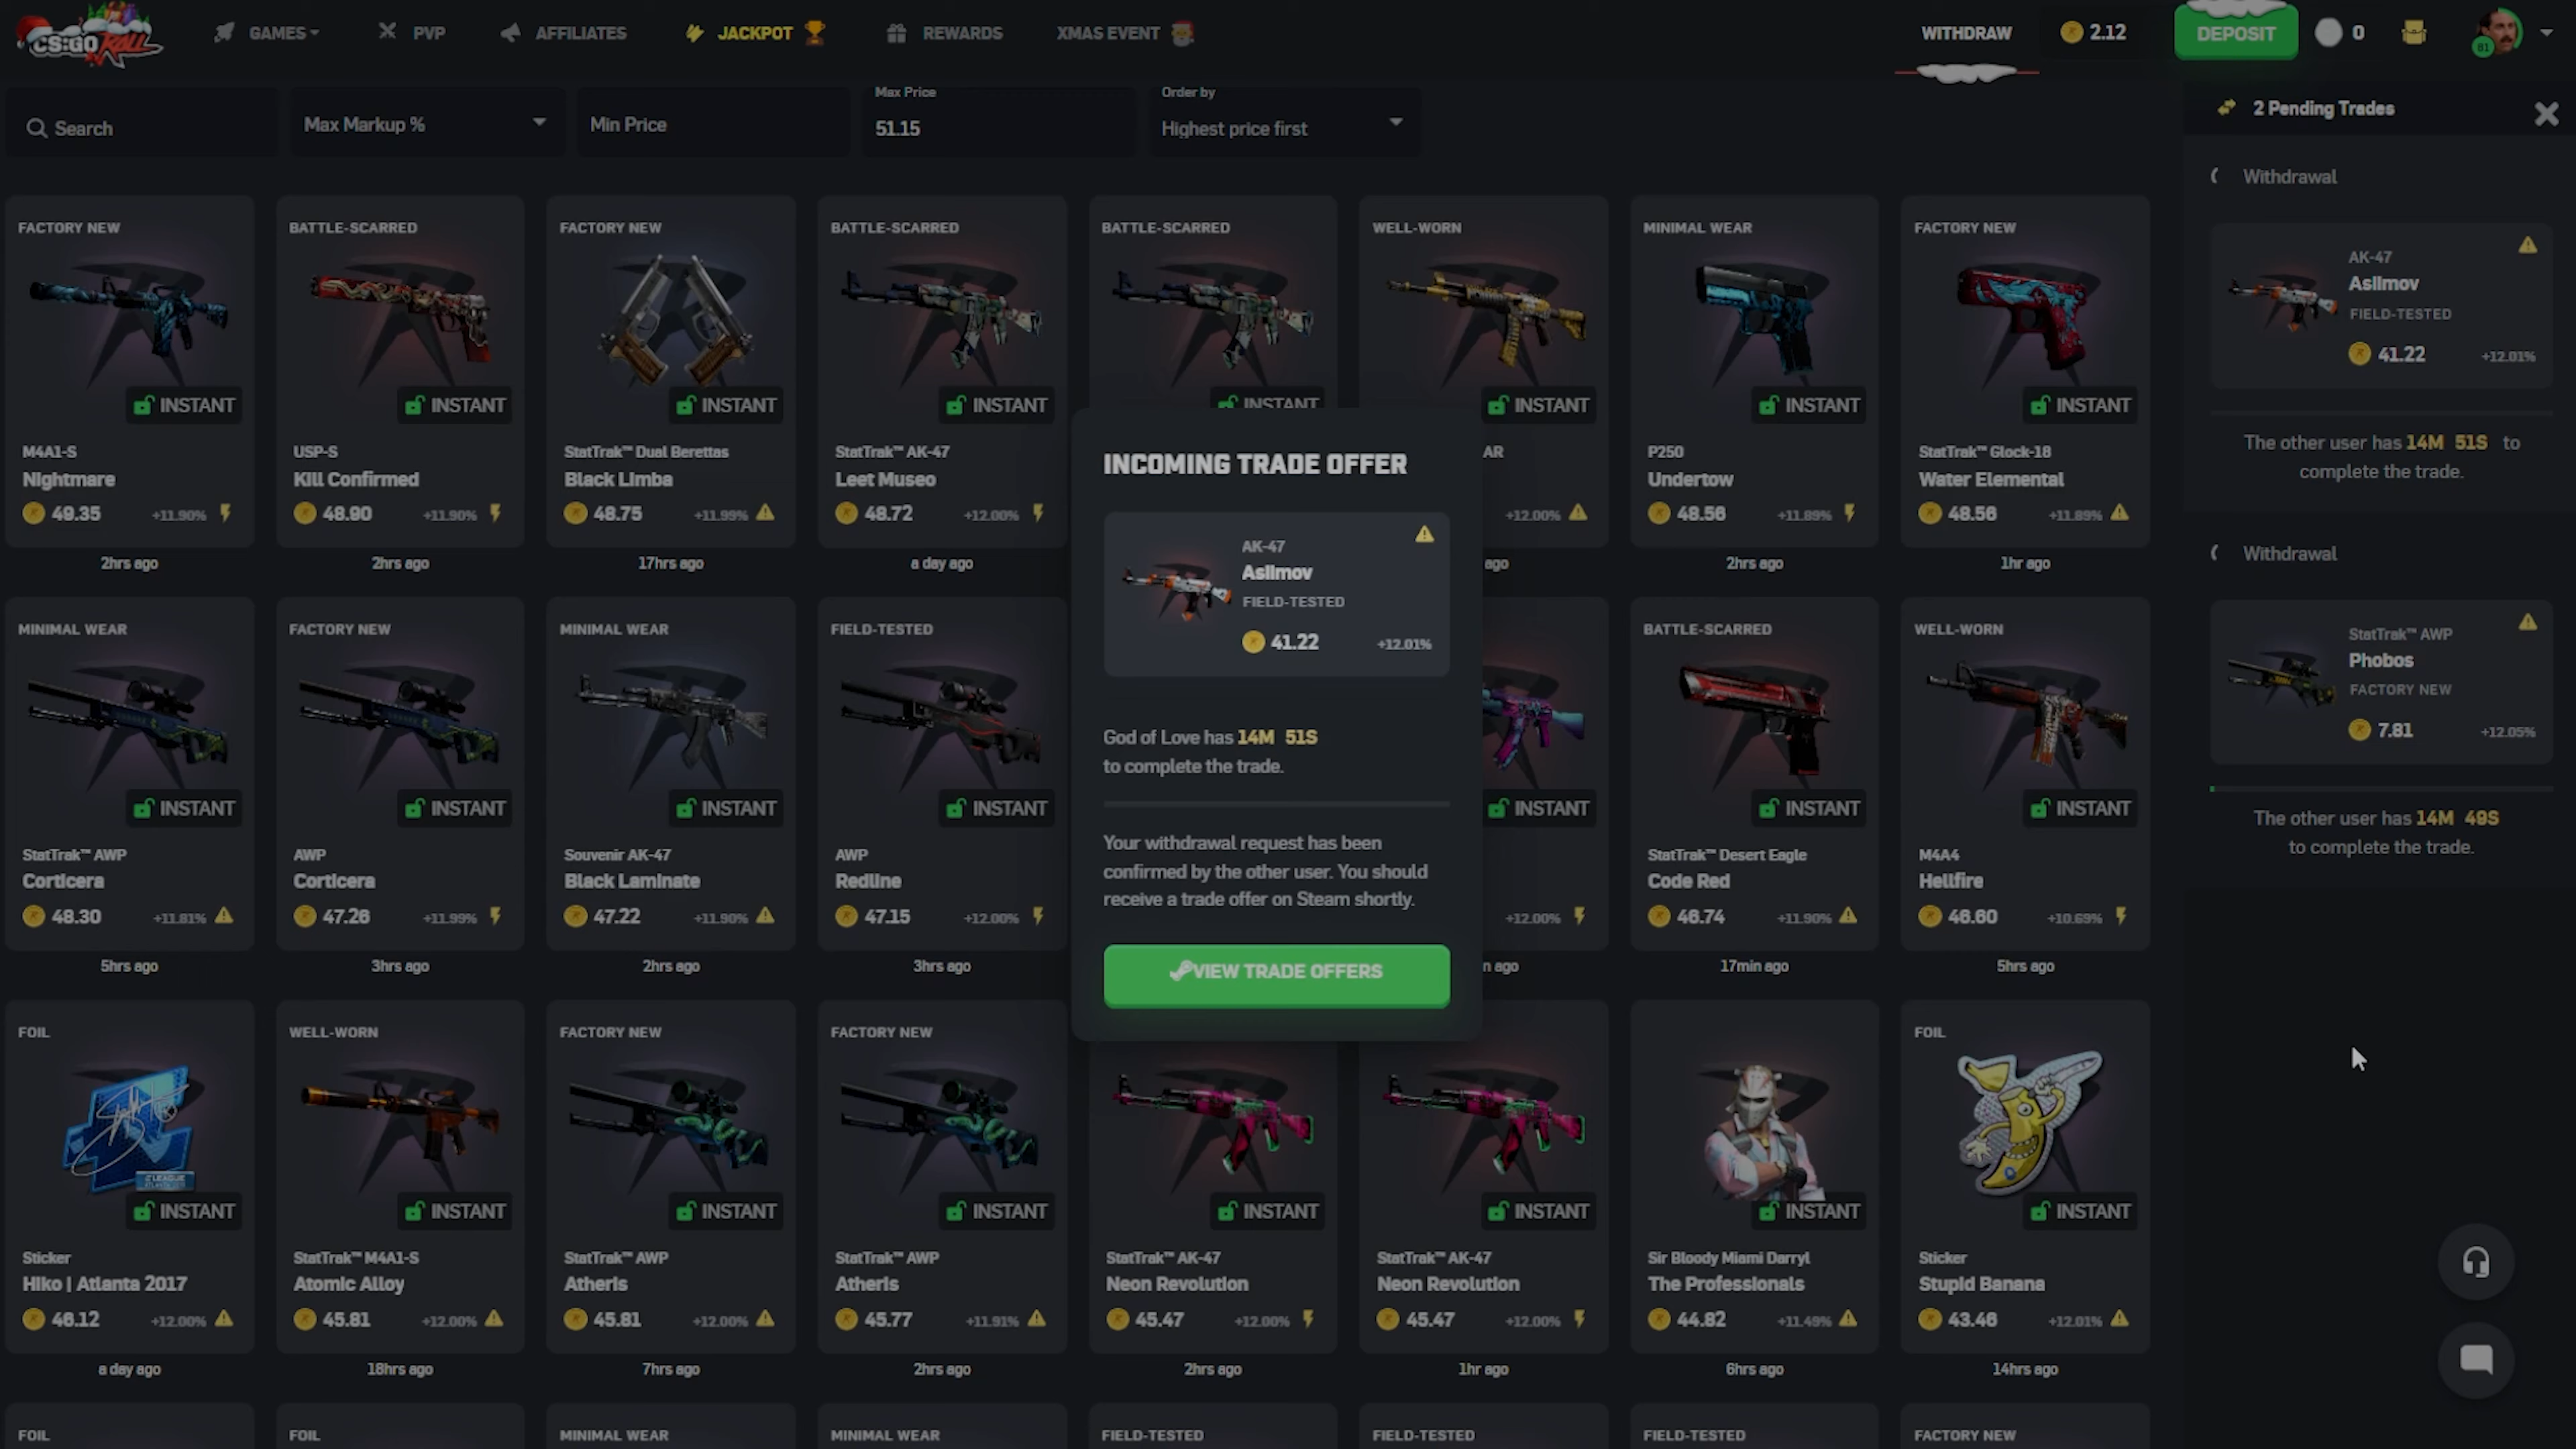 CS:GO ROLL
GAMES
PVP
AFFILIATES
JACKPOT
REWARDS
XMAS EVENT
WITHDRAW
2.12
DEPOSIT
0
81
Search
Max Markup %
Min Price
Max Price
51.15
Order by
Highest price first
2 Pending Trades
Withdrawal
AK-47
Asiimov
FIELD-TESTED
41.22 +12.01%
The other user has 14M 51S to
complete the trade.
Withdrawal
StatTrak™ AWP
Phobos
FACTORY NEW
7.81 +12.05%
The other user has 14M 49S
to complete the trade.
FACTORY NEW
INSTANT
M4A1-S
Nightmare
49.35 +11.90%
2hrs ago
BATTLE-SCARRED
INSTANT
USP-S
Kill Confirmed
48.90 +11.90%
2hrs ago
FACTORY NEW
INSTANT
StatTrak™ Dual Berettas
Black Limba
48.75 +11.99%
17hrs ago
BATTLE-SCARRED
INSTANT
StatTrak™ AK-47
Leet Museo
48.72 +12.00%
a day ago
BATTLE-SCARRED
INSTANT
WELL-WORN
INSTANT
AR
+12.00%
ago
MINIMAL WEAR
INSTANT
P250
Undertow
48.56 +11.89%
2hrs ago
FACTORY NEW
INSTANT
StatTrak™ Glock-18
Water Elemental
48.56 +11.89%
1hr ago
INCOMING TRADE OFFER
AK-47
Asiimov
FIELD-TESTED
41.22 +12.01%
God of Love has 14M 51S
to complete the trade.
Your withdrawal request has been
confirmed by the other user. You should
receive a trade offer on Steam shortly.
VIEW TRADE OFFERS
MINIMAL WEAR
INSTANT
StatTrak™ AWP
Corticera
48.30 +11.81%
5hrs ago
FACTORY NEW
INSTANT
AWP
Corticera
47.26 +11.99%
3hrs ago
MINIMAL WEAR
INSTANT
Souvenir AK-47
Black Laminate
47.22 +11.90%
2hrs ago
FIELD-TESTED
INSTANT
AWP
Redline
47.15 +12.00%
3hrs ago
INSTANT
+12.00%
n ago
BATTLE-SCARRED
INSTANT
StatTrak™ Desert Eagle
Code Red
46.74 +11.90%
17min ago
WELL-WORN
INSTANT
M4A4
Hellfire
46.60 +10.69%
5hrs ago
FOIL
INSTANT
Sticker
Hiko | Atlanta 2017
46.12 +12.00%
a day ago
WELL-WORN
INSTANT
StatTrak™ M4A1-S
Atomic Alloy
45.81 +12.00%
18hrs ago
FACTORY NEW
INSTANT
StatTrak™ AWP
Atheris
45.81 +12.00%
7hrs ago
FACTORY NEW
INSTANT
StatTrak™ AWP
Atheris
45.77 +11.91%
2hrs ago
INSTANT
StatTrak™ AK-47
Neon Revolution
45.47 +12.00%
2hrs ago
INSTANT
StatTrak™ AK-47
Neon Revolution
45.47 +12.00%
1hr ago
INSTANT
Sir Bloody Miami Darryl
The Professionals
44.82 +11.49%
6hrs ago
FOIL
INSTANT
Sticker
Stupid Banana
43.46 +12.01%
14hrs ago
FOIL
FOIL
MINIMAL WEAR
MINIMAL WEAR
FIELD-TESTED
FIELD-TESTED
FIELD-TESTED
FACTORY NEW